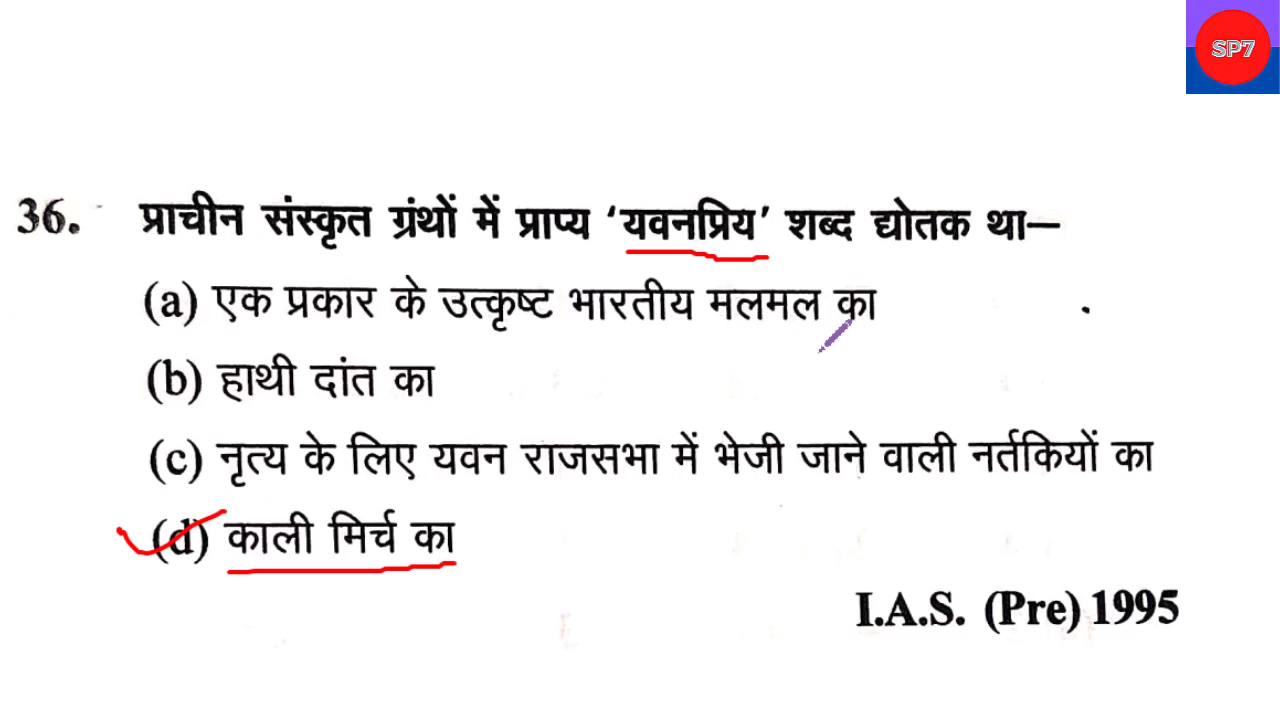 SP7
36. प्राचीन संस्कृत ग्रंथों में प्राप्य ‘यवनप्रिय’ शब्द द्योतक था—
(a) एक प्रकार के उत्कृष्ट भारतीय मलमल का
(b) हाथी दांत का
(c) नृत्य के लिए यवन राजसभा में भेजी जाने वाली नर्तकियों का
(d) काली मिर्च का
I.A.S. (Pre) 1995